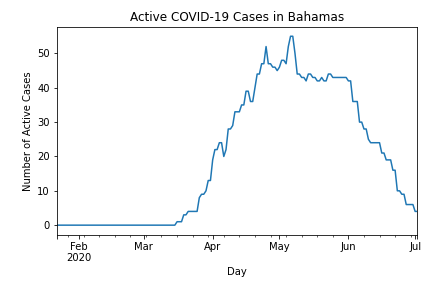 Active COVID-19 Cases in Bahamas
Number of Active Cases
50
40
30
20
10
0
Feb
2020
Mar
Apr
May
Jun
Jul
Day